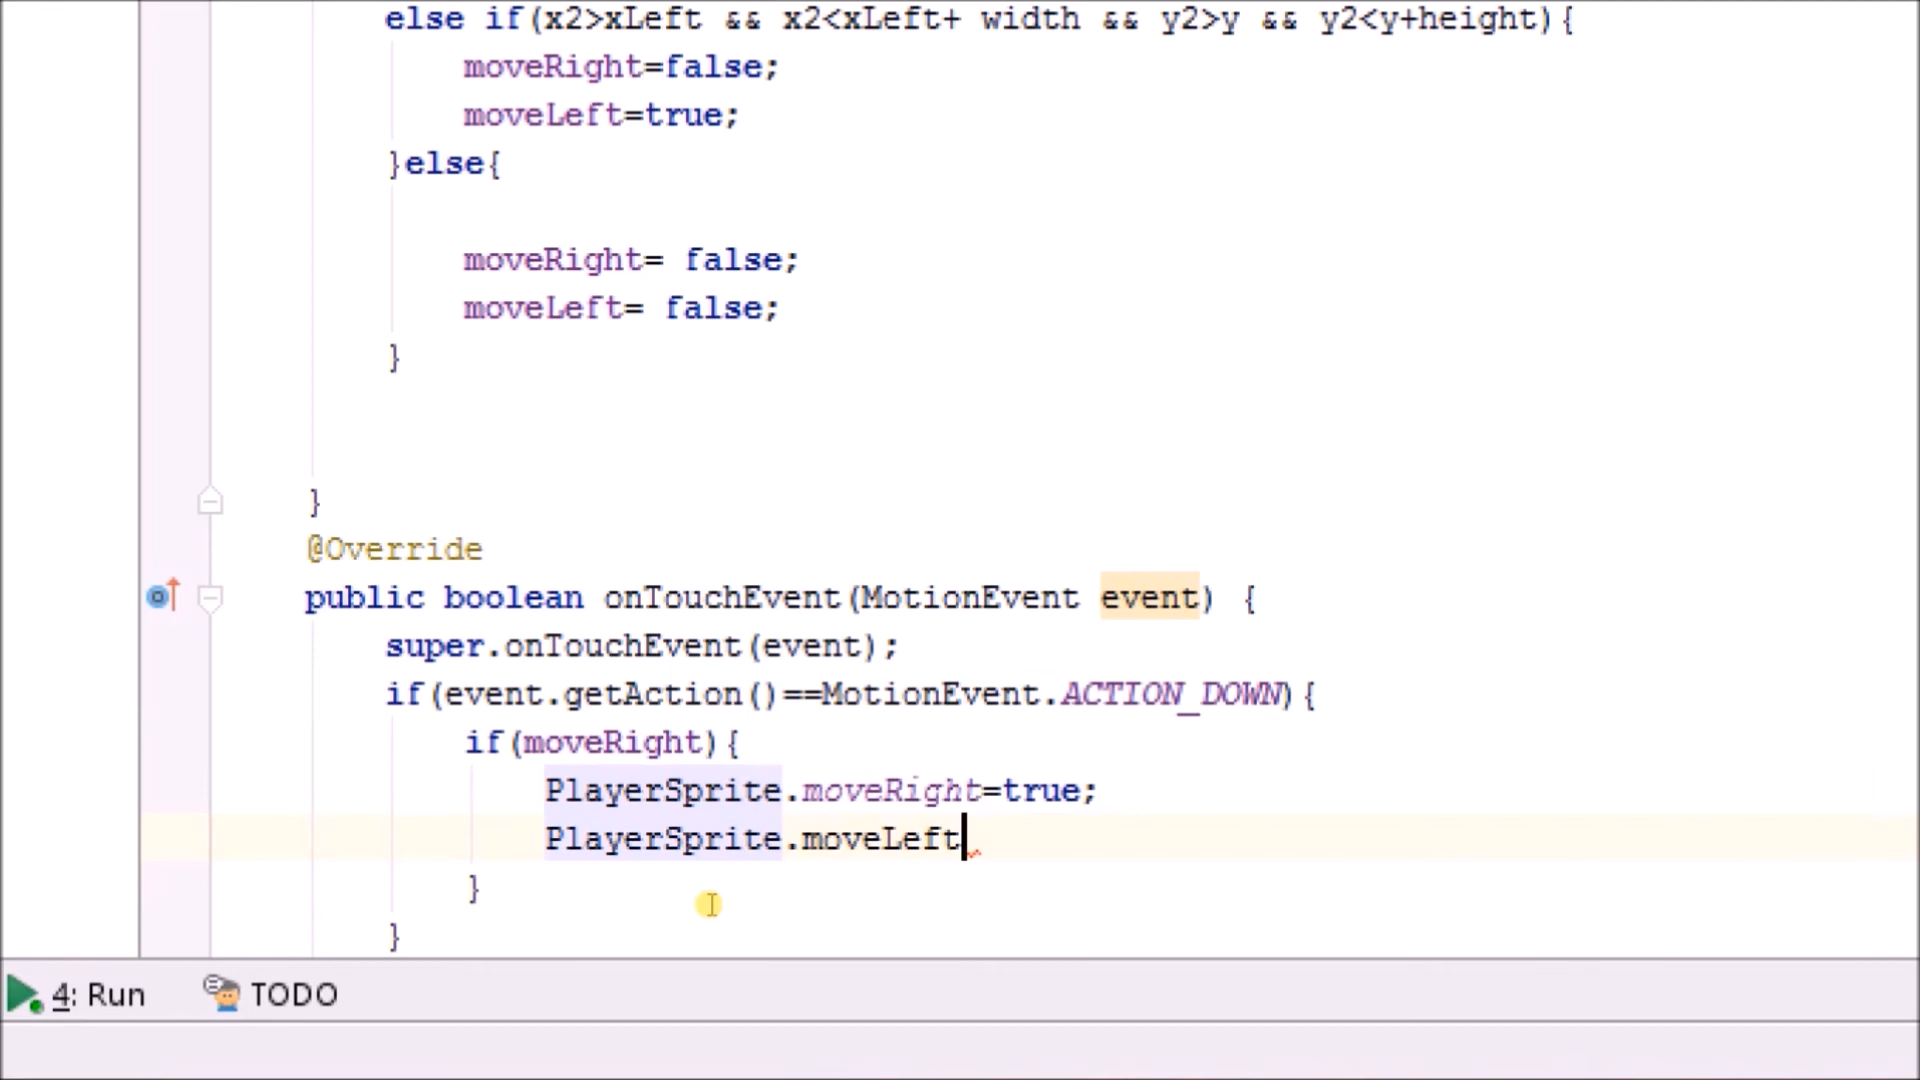 else if(x2>xLeft && x2<xLeft+ width && y2>y && y2<y+height){
moveRight=false;
moveLeft=true;
}else{
moveRight= false;
moveLeft= false;
}
}
@Override
public boolean onTouchEvent(MotionEvent event) {
super.onTouchEvent(event);
if(event.getAction()==MotionEvent.ACTION_DOWN){
if(moveRight){
PlayerSprite.moveRight=true;
PlayerSprite.moveLeft
}
}
4: Run TODO